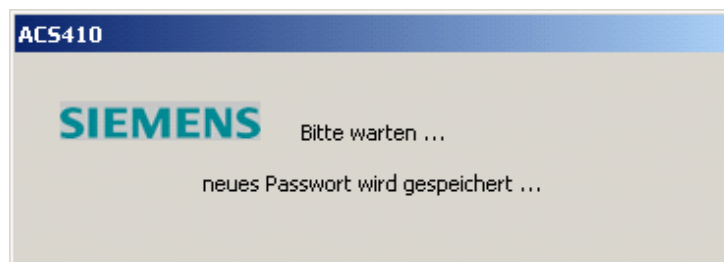 ACS410
SIEMENS Bitte warten ...
neues Passwort wird gespeichert ...